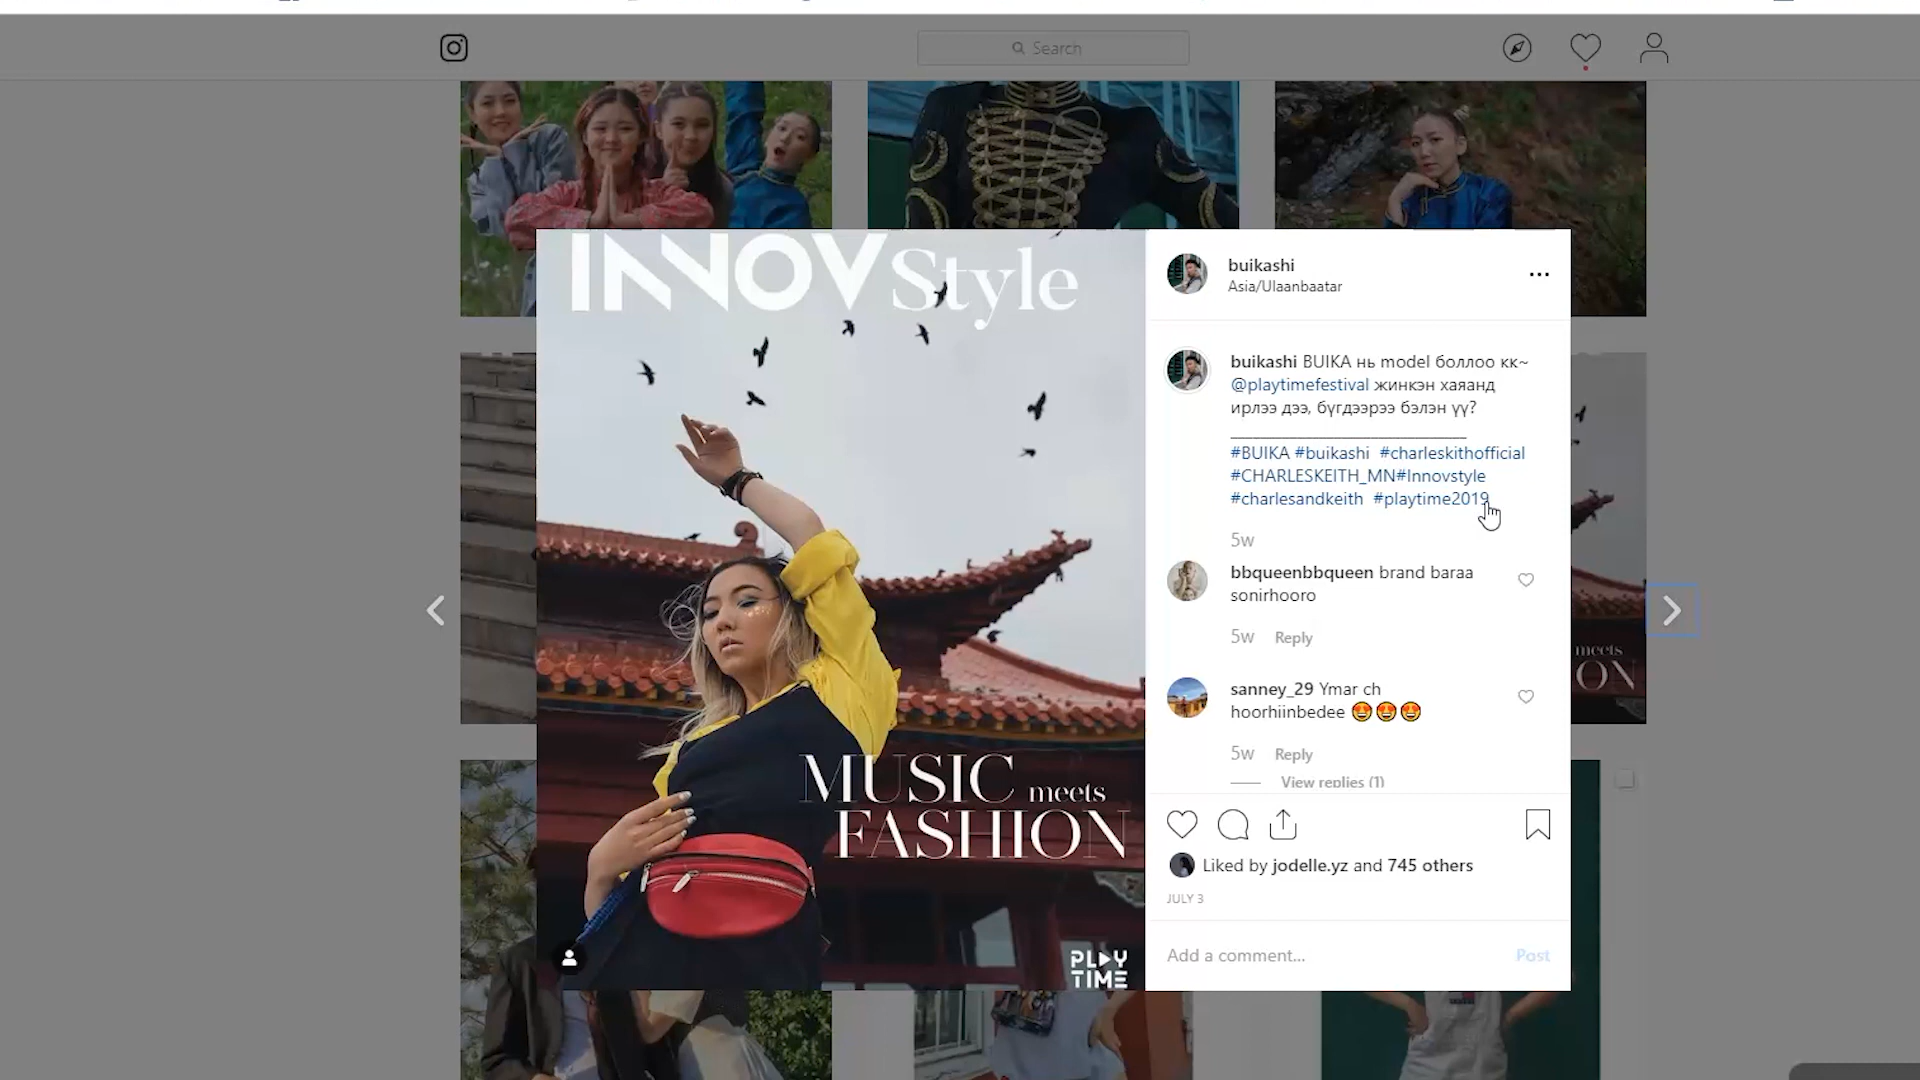 Search
INNOVStyle
MUSIC meets
FASHION
PLAY
TIME
buikashi
Asia/Ulaanbaatar
buikashi BUIKA нь model боллоо кк~
@playtimefestival жинкэн хаяанд
ирлээ дээ, бүгдээрээ бэлэн үү?
#BUIKA #buikashi #charleskithofficial
#CHARLESKEITH_MN#Innovstyle
#charlesandkeith #playtime2019
5w
bbqueenbbqueen brand baraa
sonirhooro
5w Reply
sanney_29 Ymar ch
hoorhiinbedee 🤩🤩🤩
5w Reply
View replies (1)
Liked by jodelle.yz and 745 others
JULY 3
Add a comment... Post
meets
ON